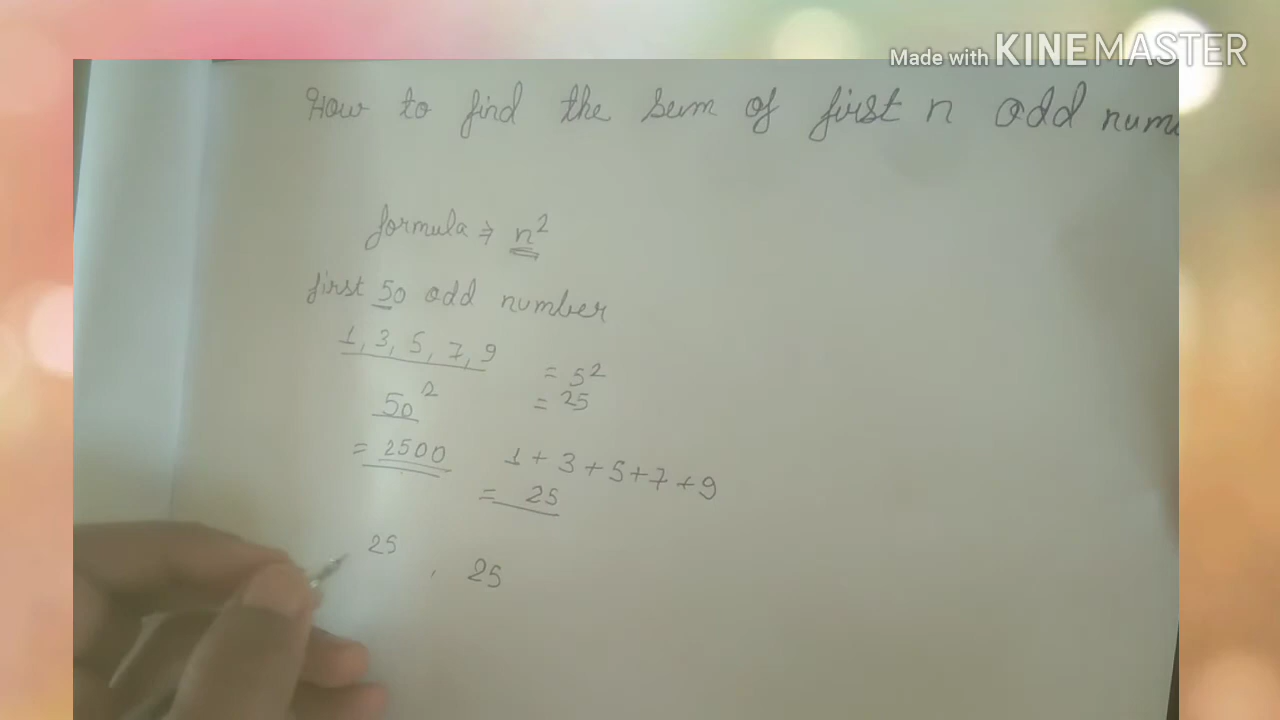 Made with KINEMASTER
How to find the sum of first n odd num
formula ⇒ n²
first 50 odd number
1, 3, 5, 7, 9
= 5²
50²
= 25
= 2500
1 + 3 + 5 + 7 + 9
= 25
25 , 25